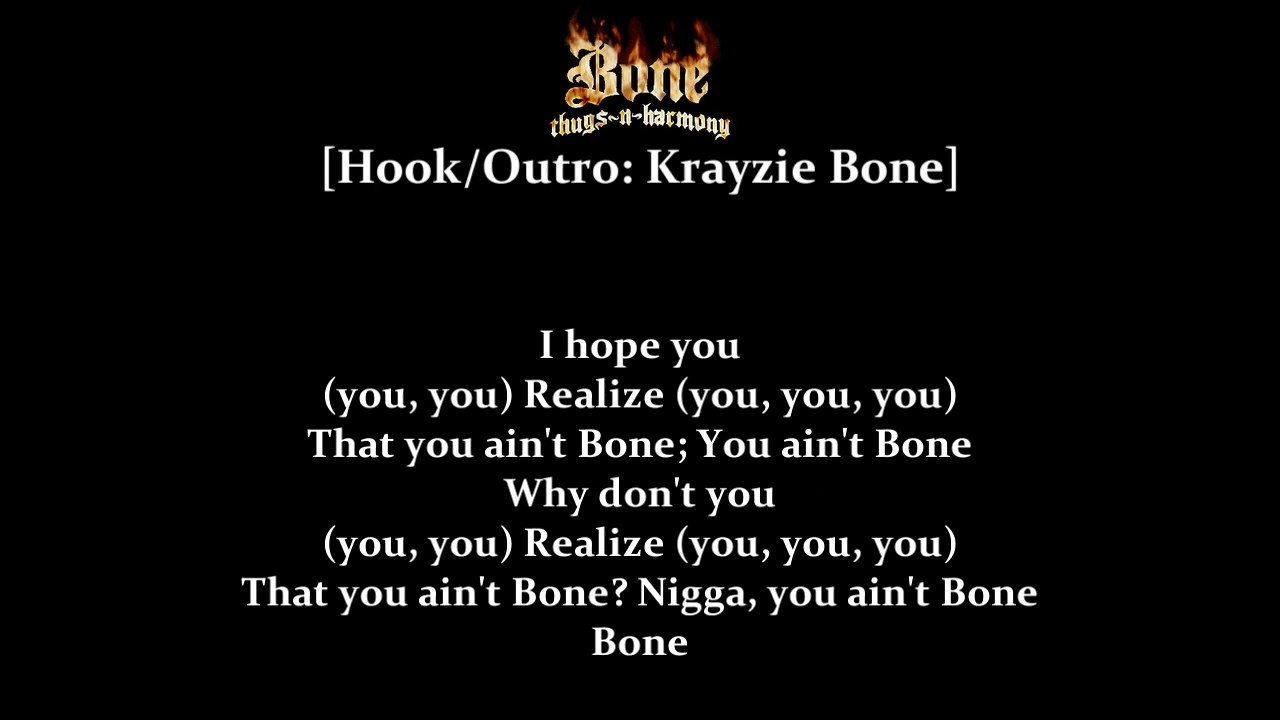 Bone
thugs~n~harmony
[Hook/Outro: Krayzie Bone]
I hope you
(you, you) Realize (you, you, you)
That you ain't Bone; You ain't Bone
Why don't you
(you, you) Realize (you, you, you)
That you ain't Bone? Nigga, you ain't Bone
Bone